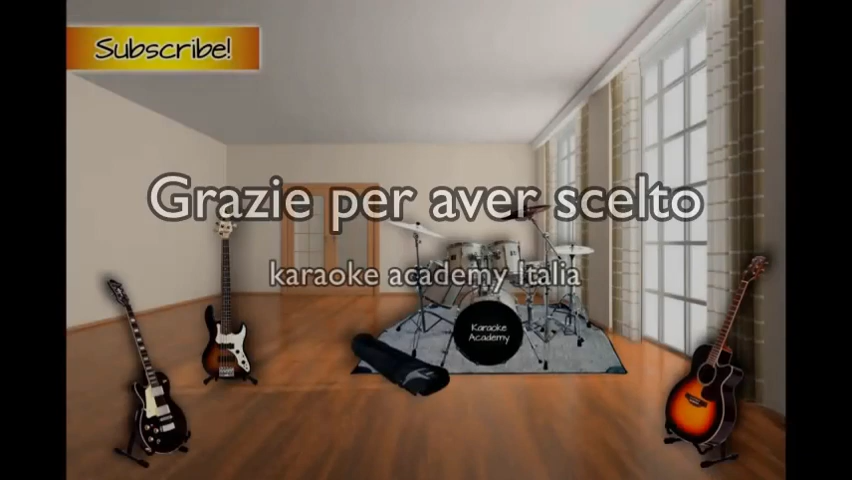 Subscribe!
Grazie per aver scelto
karaoke academy Italia
Karaoke
Academy